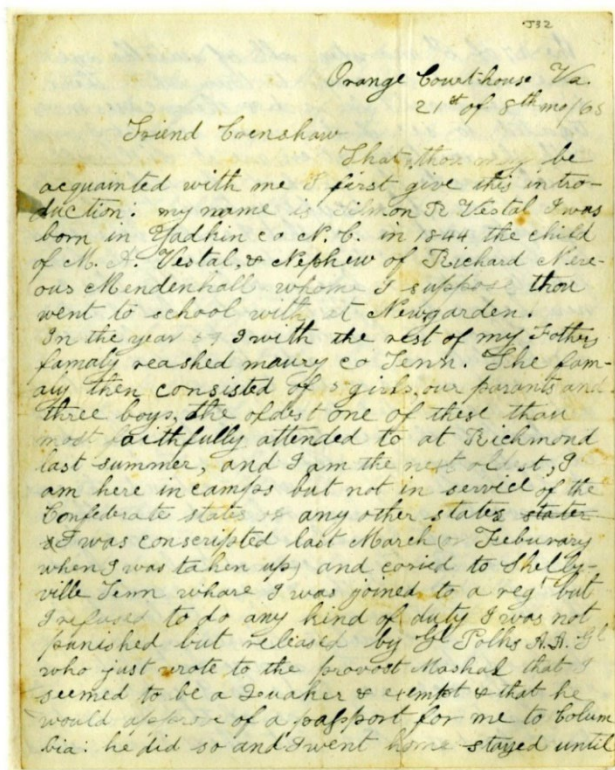 J32
Orange Courthouse Va.
21st of 8th mo/63
Friend Crenshaw
That thou may be
acquainted with me I first give this intro-
duction: my name is Tilmon R Vestal I was
born in Yadkin co N. C. in 1844 the child
of M. A. Vestal, & Nephew of Richard Nere-
ous Mendenhall whome I suppose thou
went to school with at Newgarden.
In the year I with the rest of my Fathers
famaly reached maury co Tenn. The fam-
aly then consisted of 5 girls, our parants and
three boys, the oldest one of these thou
most faithfully attended to at Richmond
last summer, and I am the next oldest, I
am here in camps but not in servic of the
Confederate states or any other states states
& I was conscripted last March (or Feburary
when I was taken up) and caried to Shelby-
ville Tenn whare I was joined to a regt but
I refused to do any kind of duty I was not
punished but released by Gl Polks A.A. Gl
who just wrote to the provost Mashal that I
seemed to be a Quaker & exempt & that he
would approve of a passport for me to Colum
bia: he did so and I went home stayed until